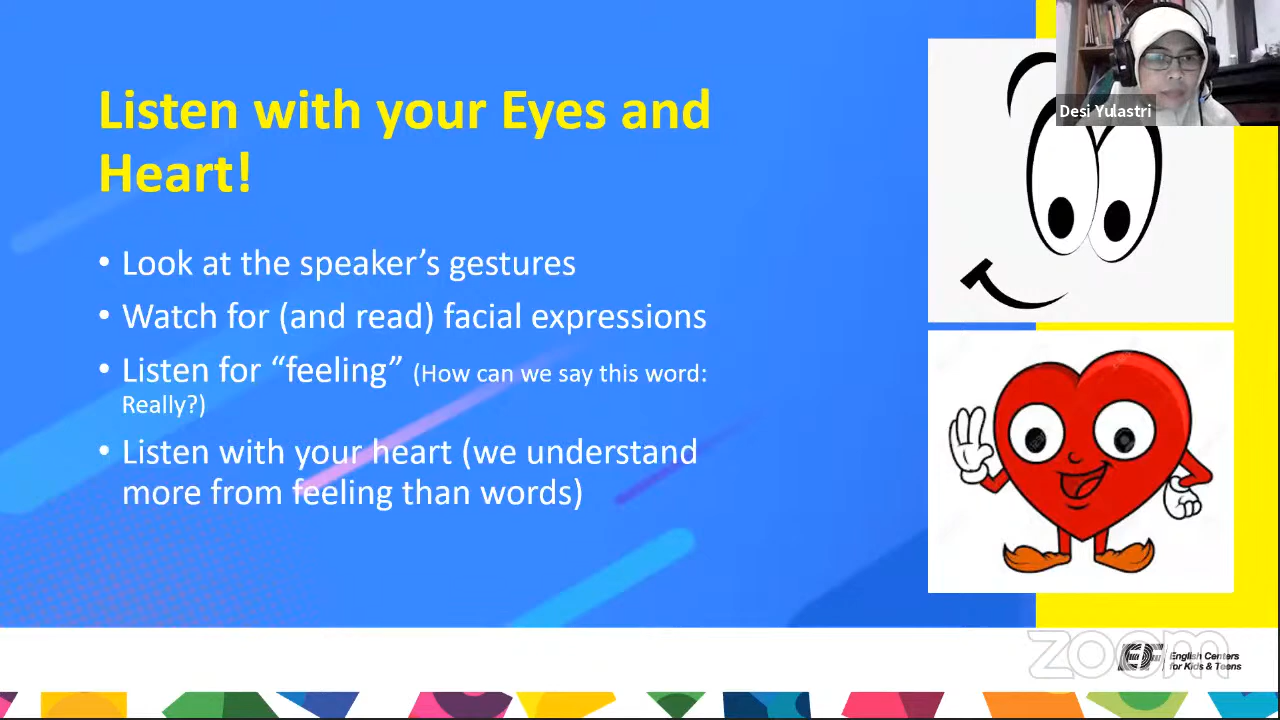 Desi Yulastri
Listen with your Eyes and
Heart!
• Look at the speaker’s gestures
• Watch for (and read) facial expressions
• Listen for “feeling” (How can we say this word:
Really?)
• Listen with your heart (we understand
more from feeling than words)
zoom
EF English Centers
for Kids & Teens